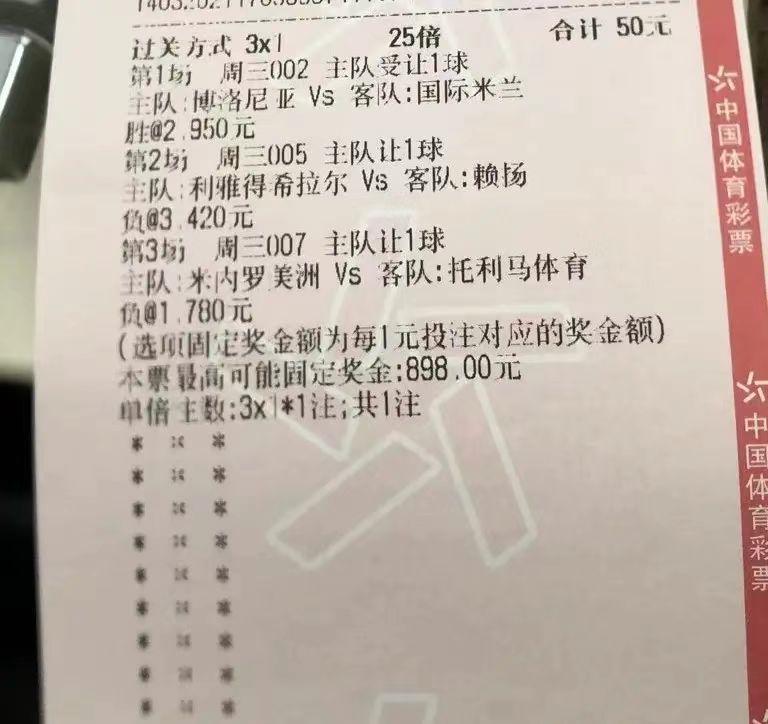 过关方式 3x1 25倍 合计 50元
第1场 周三002 主队受让1球
主队:博洛尼亚 Vs 客队:国际米兰
胜@2.950元
第2场 周三005 主队让1球
主队:利雅得希拉尔 Vs 客队:赖扬
负@3.420元
第3场 周三007 主队让1球
主队:米内罗美洲 Vs 客队:托利马体育
负@1.780元
(选项固定奖金额为每1元投注对应的奖金额)
本票最高可能固定奖金:898.00元
单倍注数:3x1*1注;共1注
* * *
* * *
* * *
* * *
* * *
* * *
* * *
* * *
* * *
中国体育彩票
中国体育彩票